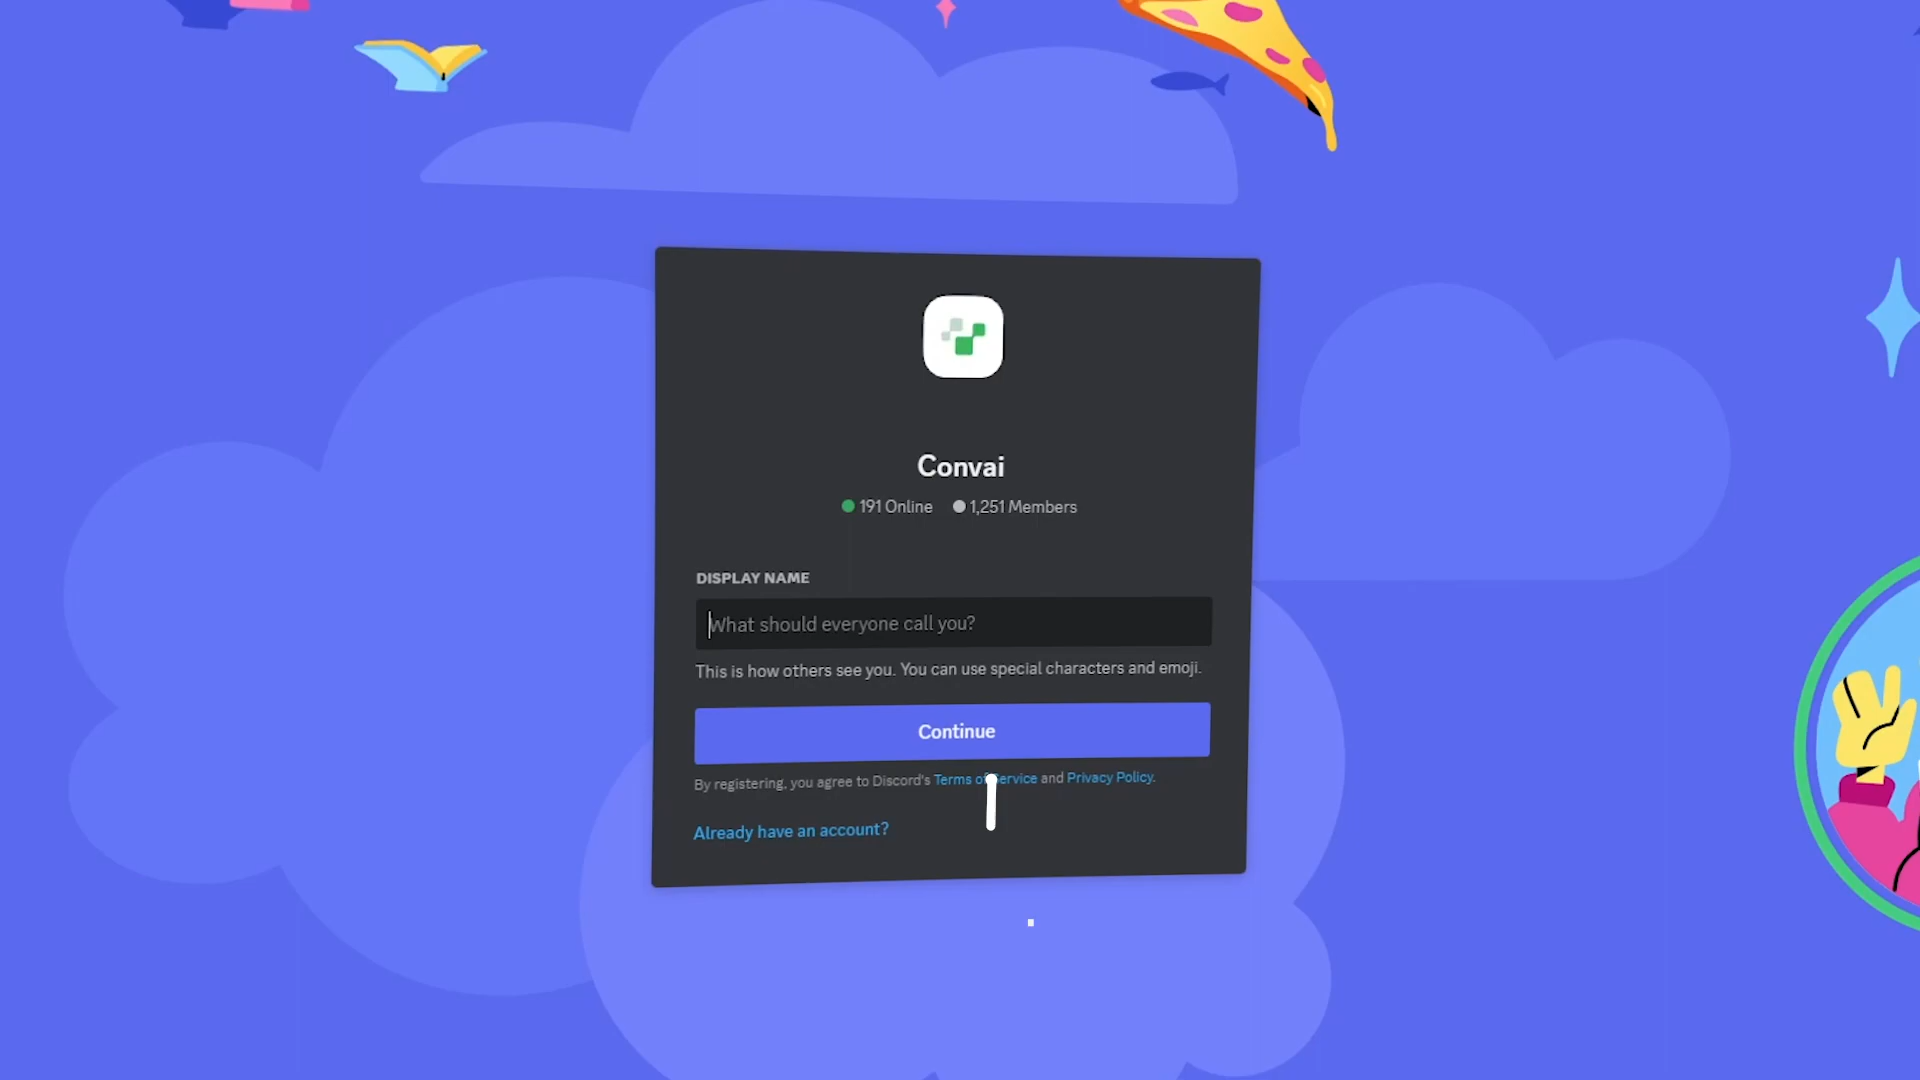 Convai
191 Online 1,251 Members
DISPLAY NAME
What should everyone call you?
This is how others see you. You can use special characters and emoji.
Continue
By registering, you agree to Discord's Terms of Service and Privacy Policy.
Already have an account?